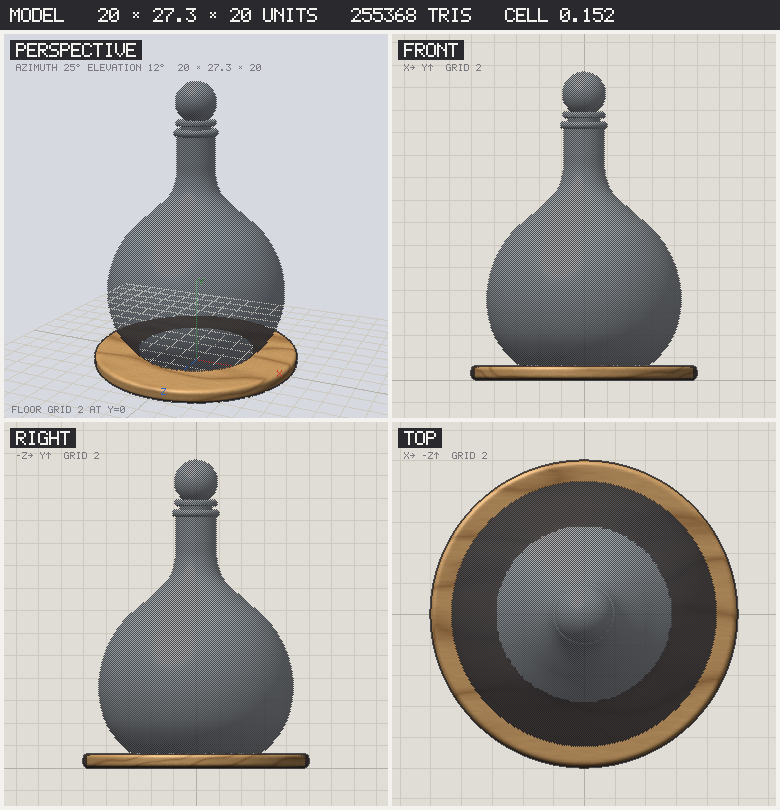 MODEL 20 × 27.3 × 20 UNITS 255368 TRIS CELL 0.152
PERSPECTIVE
AZIMUTH 25° ELEVATION 12° 20 × 27.3 × 20
X
Z
FLOOR GRID 2 AT Y=0
FRONT
X→ Y↑ GRID 2
RIGHT
-Z→ Y↑ GRID 2
TOP
X→ -Z↑ GRID 2